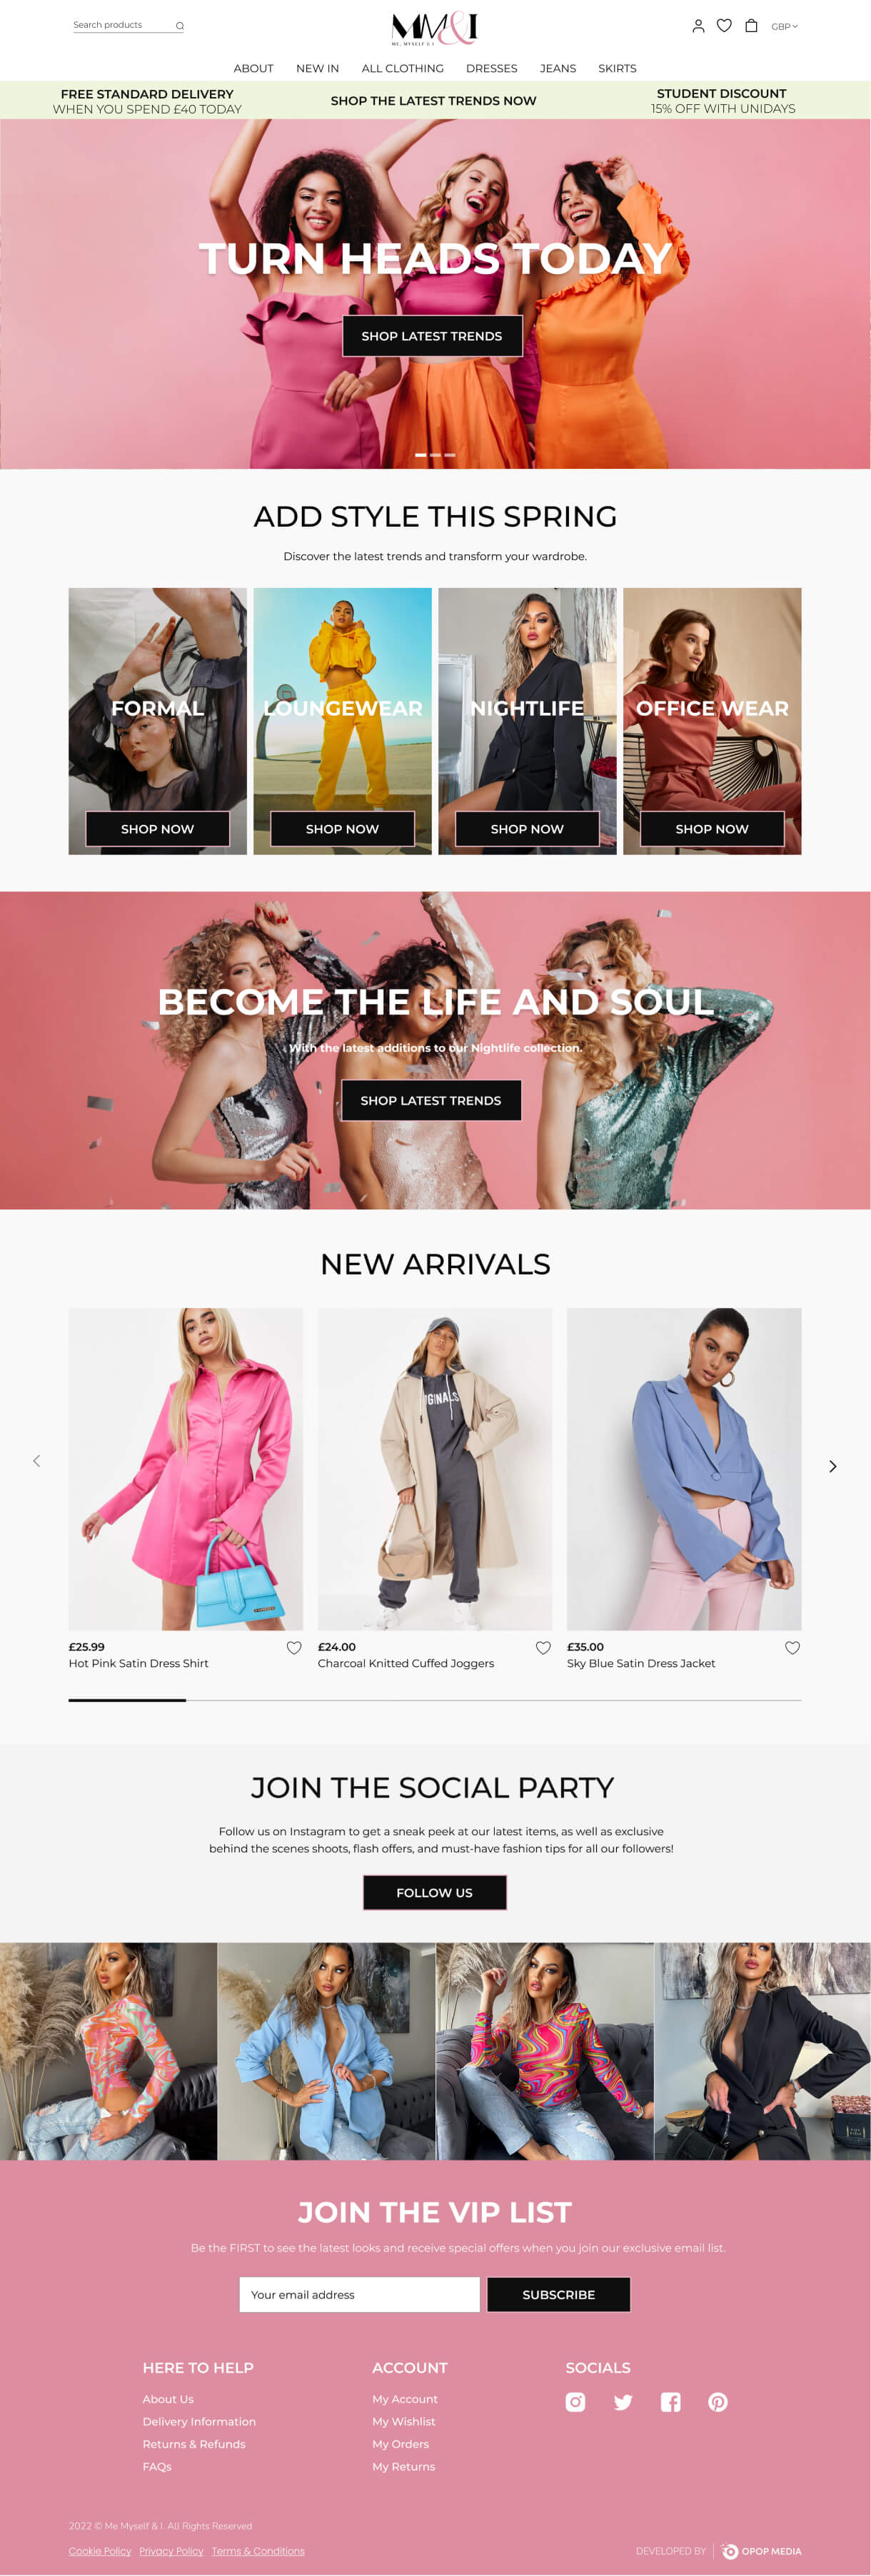 Search products
MM&I
ME, MYSELF & I
GBP
ABOUT NEW IN ALL CLOTHING DRESSES JEANS SKIRTS
FREE STANDARD DELIVERY
WHEN YOU SPEND £40 TODAY
SHOP THE LATEST TRENDS NOW
STUDENT DISCOUNT
15% OFF WITH UNIDAYS
TURN HEADS TODAY
SHOP LATEST TRENDS
ADD STYLE THIS SPRING
Discover the latest trends and transform your wardrobe.
FORMAL
LOUNGEWEAR
NIGHTLIFE
OFFICE WEAR
SHOP NOW
SHOP NOW
SHOP NOW
SHOP NOW
BECOME THE LIFE AND SOUL
With the latest additions to our Nightlife collection.
SHOP LATEST TRENDS
NEW ARRIVALS
IGINALS
£25.99
Hot Pink Satin Dress Shirt
£24.00
Charcoal Knitted Cuffed Joggers
£35.00
Sky Blue Satin Dress Jacket
JOIN THE SOCIAL PARTY
Follow us on Instagram to get a sneak peek at our latest items, as well as exclusive
behind the scenes shoots, flash offers, and must-have fashion tips for all our followers!
FOLLOW US
JOIN THE VIP LIST
Be the FIRST to see the latest looks and receive special offers when you join our exclusive email list.
Your email address
SUBSCRIBE
HERE TO HELP
About Us
Delivery Information
Returns & Refunds
FAQs
ACCOUNT
My Account
My Wishlist
My Orders
My Returns
SOCIALS
2022 © Me Myself & I. All Rights Reserved
Cookie Policy Privacy Policy Terms & Conditions
DEVELOPED BY OPOP MEDIA